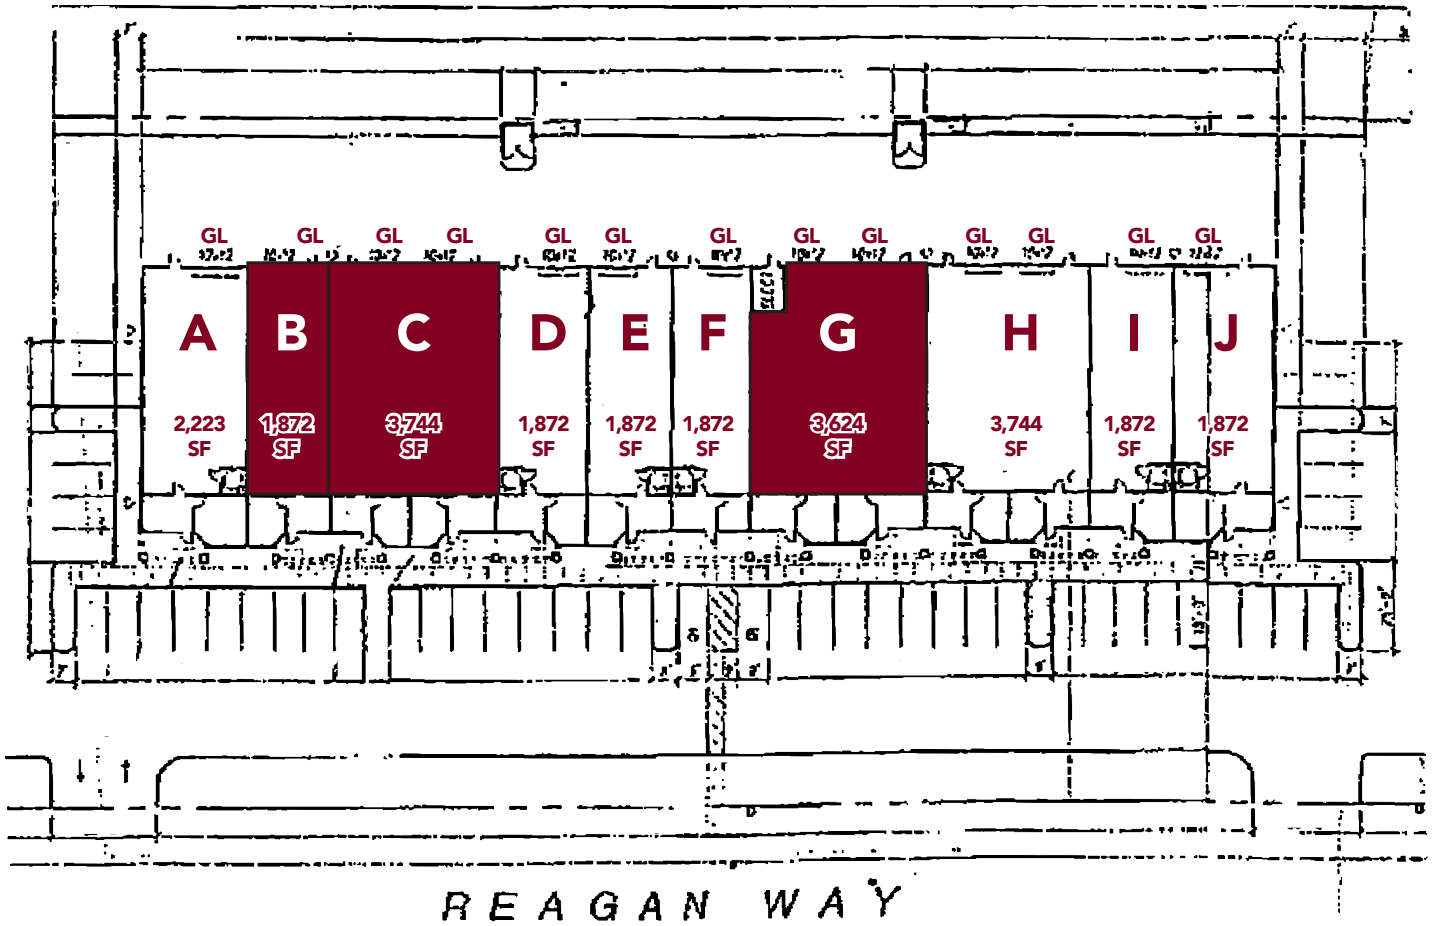 GL GL GL GL GL GL GL GL GL GL GL GL GL
A B C D E F G H I J
2,223 1,872 3,744 1,872 1,872 1,872 3,624 3,744 1,872 1,872
SF SF SF SF SF SF SF SF SF SF
REAGAN WAY